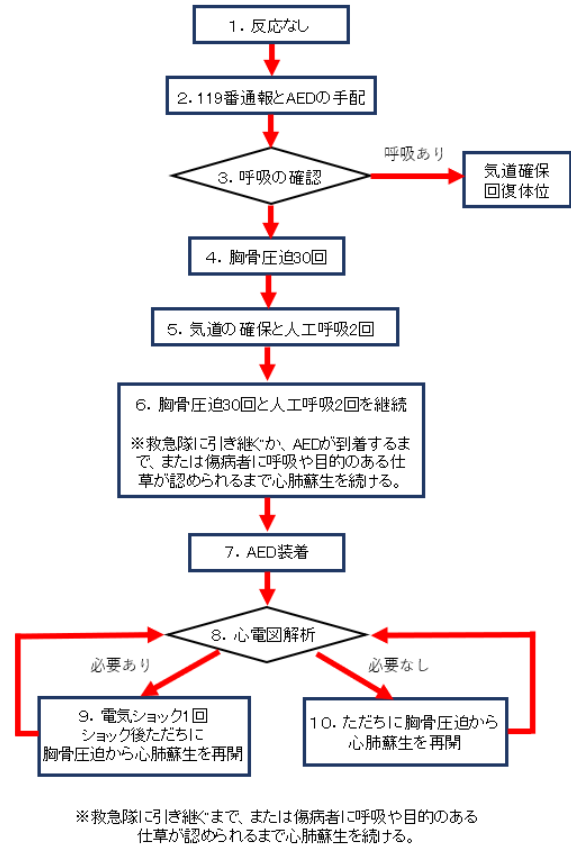 1. 反応なし
2. 119番通報とAEDの手配
呼吸あり
3. 呼吸の確認
気道確保
回復体位
4. 胸骨圧迫30回
5. 気道の確保と人工呼吸2回
6. 胸骨圧迫30回と人工呼吸2回を継続
※救急隊に引き継ぐか、AEDが到着するま
で、または傷病者に呼吸や目的のある仕
草が認められるまで心肺蘇生を続ける。
7. AED装着
8. 心電図解析
必要あり
必要なし
9. 電気ショック1回
ショック後ただちに
胸骨圧迫から心肺蘇生を再開
10. ただちに胸骨圧迫から
心肺蘇生を再開
※救急隊に引き継ぐまで、または傷病者に呼吸や目的のある
仕草が認められるまで心肺蘇生を続ける。